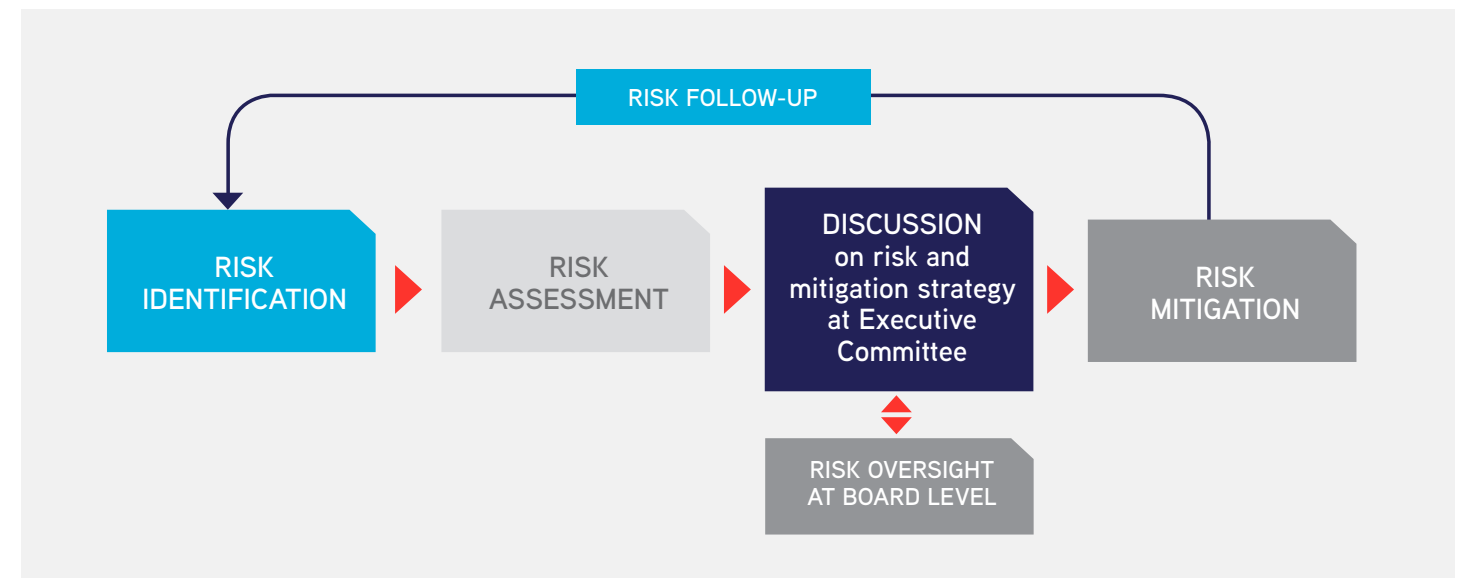 RISK FOLLOW-UP
RISK
IDENTIFICATION
RISK
ASSESSMENT
DISCUSSION
on risk and
mitigation strategy
at Executive
Committee
RISK
MITIGATION
RISK OVERSIGHT
AT BOARD LEVEL